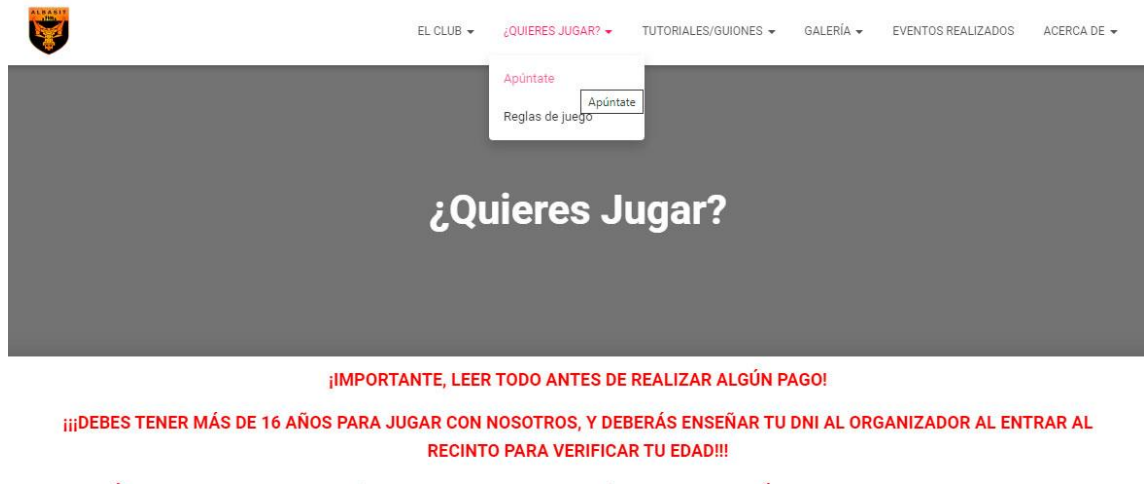 ALBASIT
EL CLUB
¿QUIERES JUGAR?
TUTORIALES/GUIONES
GALERÍA
EVENTOS REALIZADOS
ACERCA DE
Apúntate
Apúntate
Reglas de juego
¿Quieres Jugar?
¡IMPORTANTE, LEER TODO ANTES DE REALIZAR ALGÚN PAGO!
¡¡¡DEBES TENER MÁS DE 16 AÑOS PARA JUGAR CON NOSOTROS, Y DEBERÁS ENSEÑAR TU DNI AL ORGANIZADOR AL ENTRAR AL
RECINTO PARA VERIFICAR TU EDAD!!!